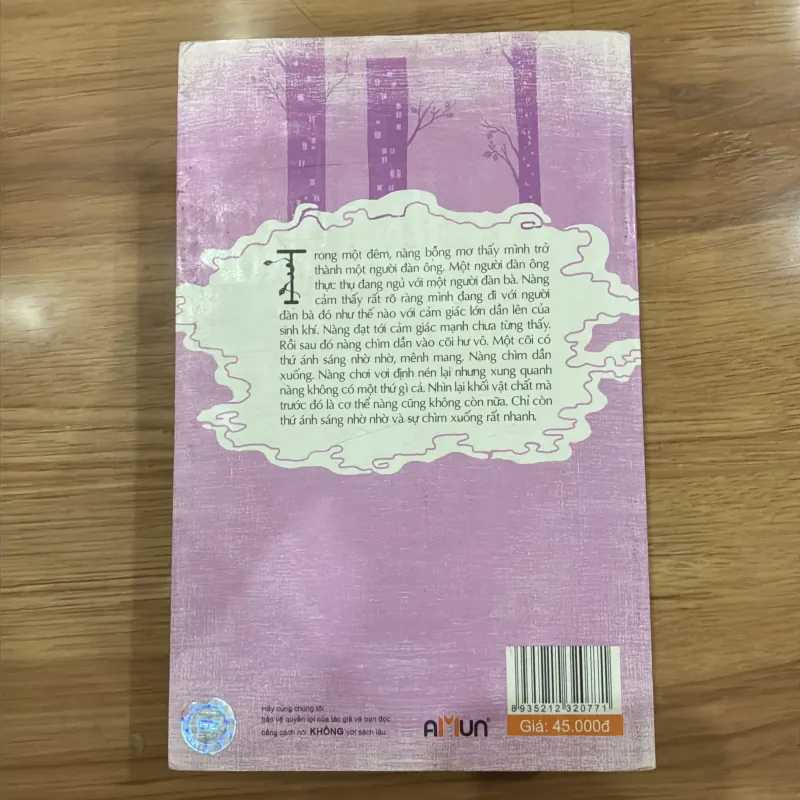 Trong một đêm, nàng bỗng mơ thấy mình trở
thành một người đàn ông. Một người đàn ông
thực thụ đang ngủ với một người đàn bà. Nàng
cảm thấy rất rõ ràng mình đang đi với người
đàn bà đó như thế nào với cảm giác lớn dần lên của
sinh khí. Nàng đạt tới cảm giác mạnh chưa từng thấy.
Rồi sau đó nàng chìm dần vào cõi hư vô. Một cõi có
thứ ánh sáng nhờ nhờ, mênh mang. Nàng chìm dần
xuống. Nàng chơi vơi định nén lại nhưng xung quanh
nàng không có một thứ gì cả. Nhìn lại khối vật chất mà
trước đó là cơ thể nàng cũng không còn nữa. Chỉ còn
thứ ánh sáng nhờ nhờ và sự chìm xuống rất nhanh.
Hãy cùng chúng tôi
bảo vệ quyền lợi của tác giả và bạn đọc
bằng cách nói KHÔNG với sách lậu.
AMUN®
8 935212 320771
Giá: 45.000đ